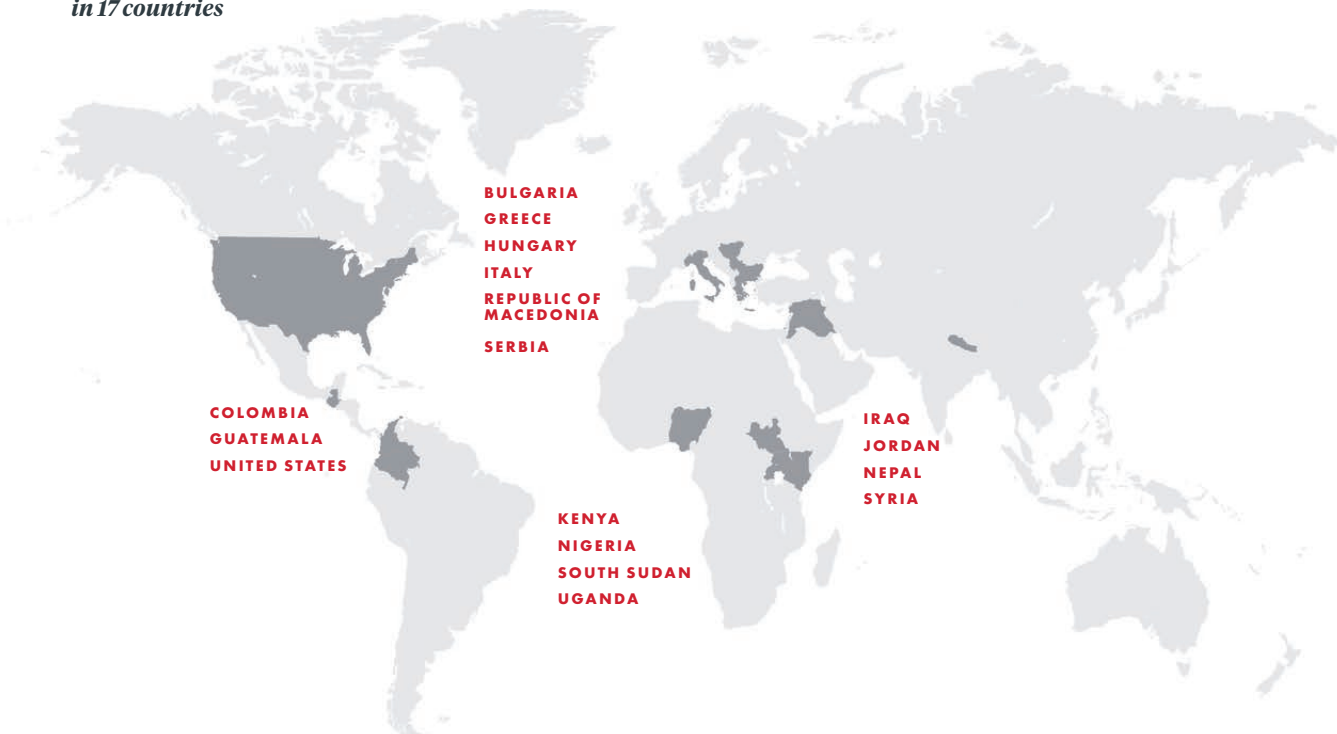 in 17 countries
BULGARIA
GREECE
HUNGARY
ITALY
REPUBLIC OF
MACEDONIA
SERBIA
COLOMBIA
GUATEMALA
UNITED STATES
IRAQ
JORDAN
NEPAL
SYRIA
KENYA
NIGERIA
SOUTH SUDAN
UGANDA